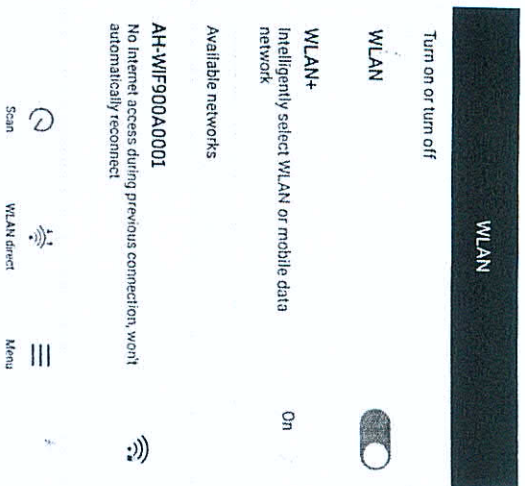 WLAN
Turn on or turn off
WLAN
WLAN+
Intelligently select WLAN or mobile data
network
On
Available networks
AH-WIF900A0001
No Internet access during previous connection, won't
automatically reconnect
Scan
WLAN direct
Menu